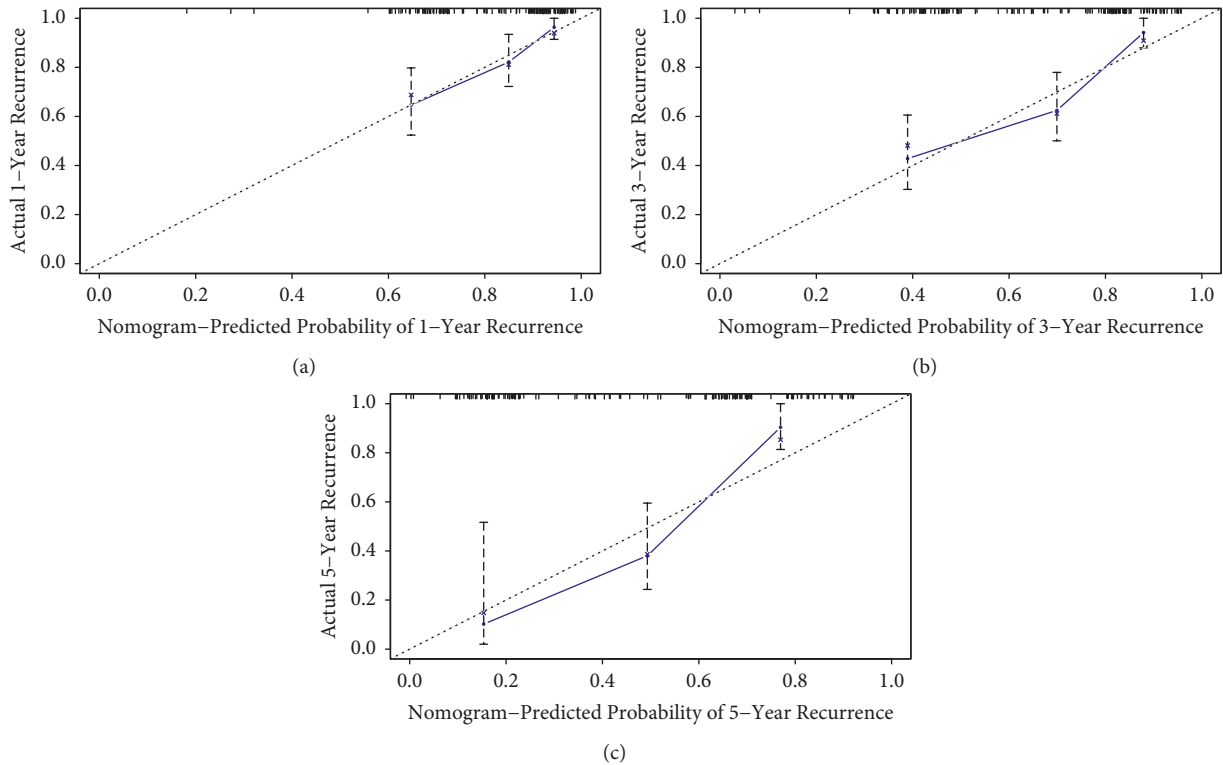 1.0
0.8
0.6
0.4
0.2
0.0
Actual 1−Year Recurrence
0.0 0.2 0.4 0.6 0.8 1.0
Nomogram−Predicted Probability of 1−Year Recurrence
(a)
1.0
0.8
0.6
0.4
0.2
0.0
Actual 3−Year Recurrence
0.0 0.2 0.4 0.6 0.8 1.0
Nomogram−Predicted Probability of 3−Year Recurrence
(b)
1.0
0.8
0.6
0.4
0.2
0.0
Actual 5−Year Recurrence
0.0 0.2 0.4 0.6 0.8 1.0
Nomogram−Predicted Probability of 5−Year Recurrence
(c)